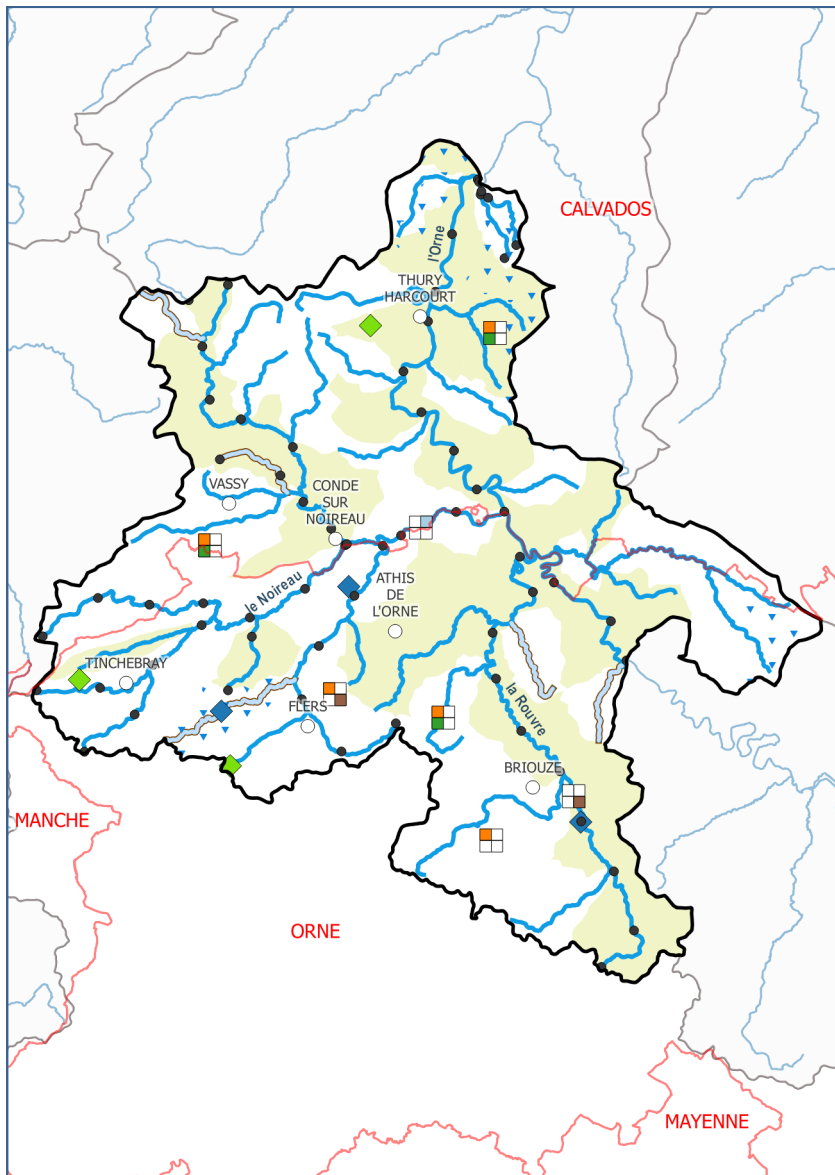 CALVADOS
l'Orne
THURY
HARCOURT
VASSY
CONDE
SUR
NOIREAU
le Noireau
ATHIS
DE
L'ORNE
TINCHEBRAY
FLERS
la Rouvre
BRIOUZE
MANCHE
ORNE
MAYENNE